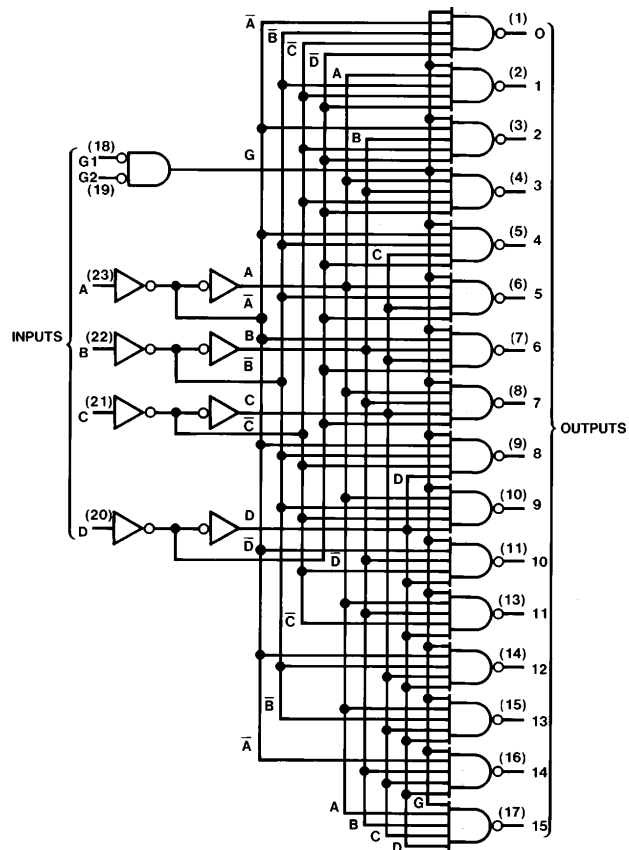 A̅
B̅
C̅
D̅
(1)
0
A
(2)
1
B
(3)
2
(18)
G1
G2
(19)
G
(4)
3
(5)
4
C
(23)
A
A
A̅
(6)
5
INPUTS
(22)
B
B
B̅
(7)
6
(21)
C
C
C̅
(8)
7
OUTPUTS
(9)
8
D
(20)
D
D
D̅
D̅
(10)
9
(11)
10
C̅
(13)
11
(14)
12
B̅
(15)
13
A̅
(16)
14
G
A
B
C
D
(17)
15